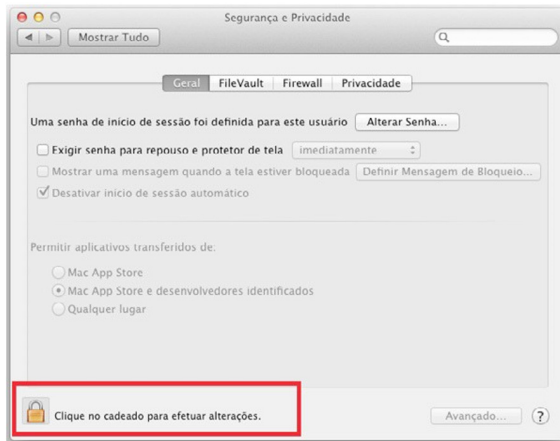 Segurança e Privacidade
Mostrar Tudo
Geral FileVault Firewall Privacidade
Uma senha de início de sessão foi definida para este usuário Alterar Senha...
Exigir senha para repouso e protetor de tela imediatamente
Mostrar uma mensagem quando a tela estiver bloqueada Definir Mensagem de Bloqueio...
Desativar início de sessão automático
Permitir aplicativos transferidos de:
Mac App Store
Mac App Store e desenvolvedores identificados
Qualquer lugar
Clique no cadeado para efetuar alterações.
Avançado... ?